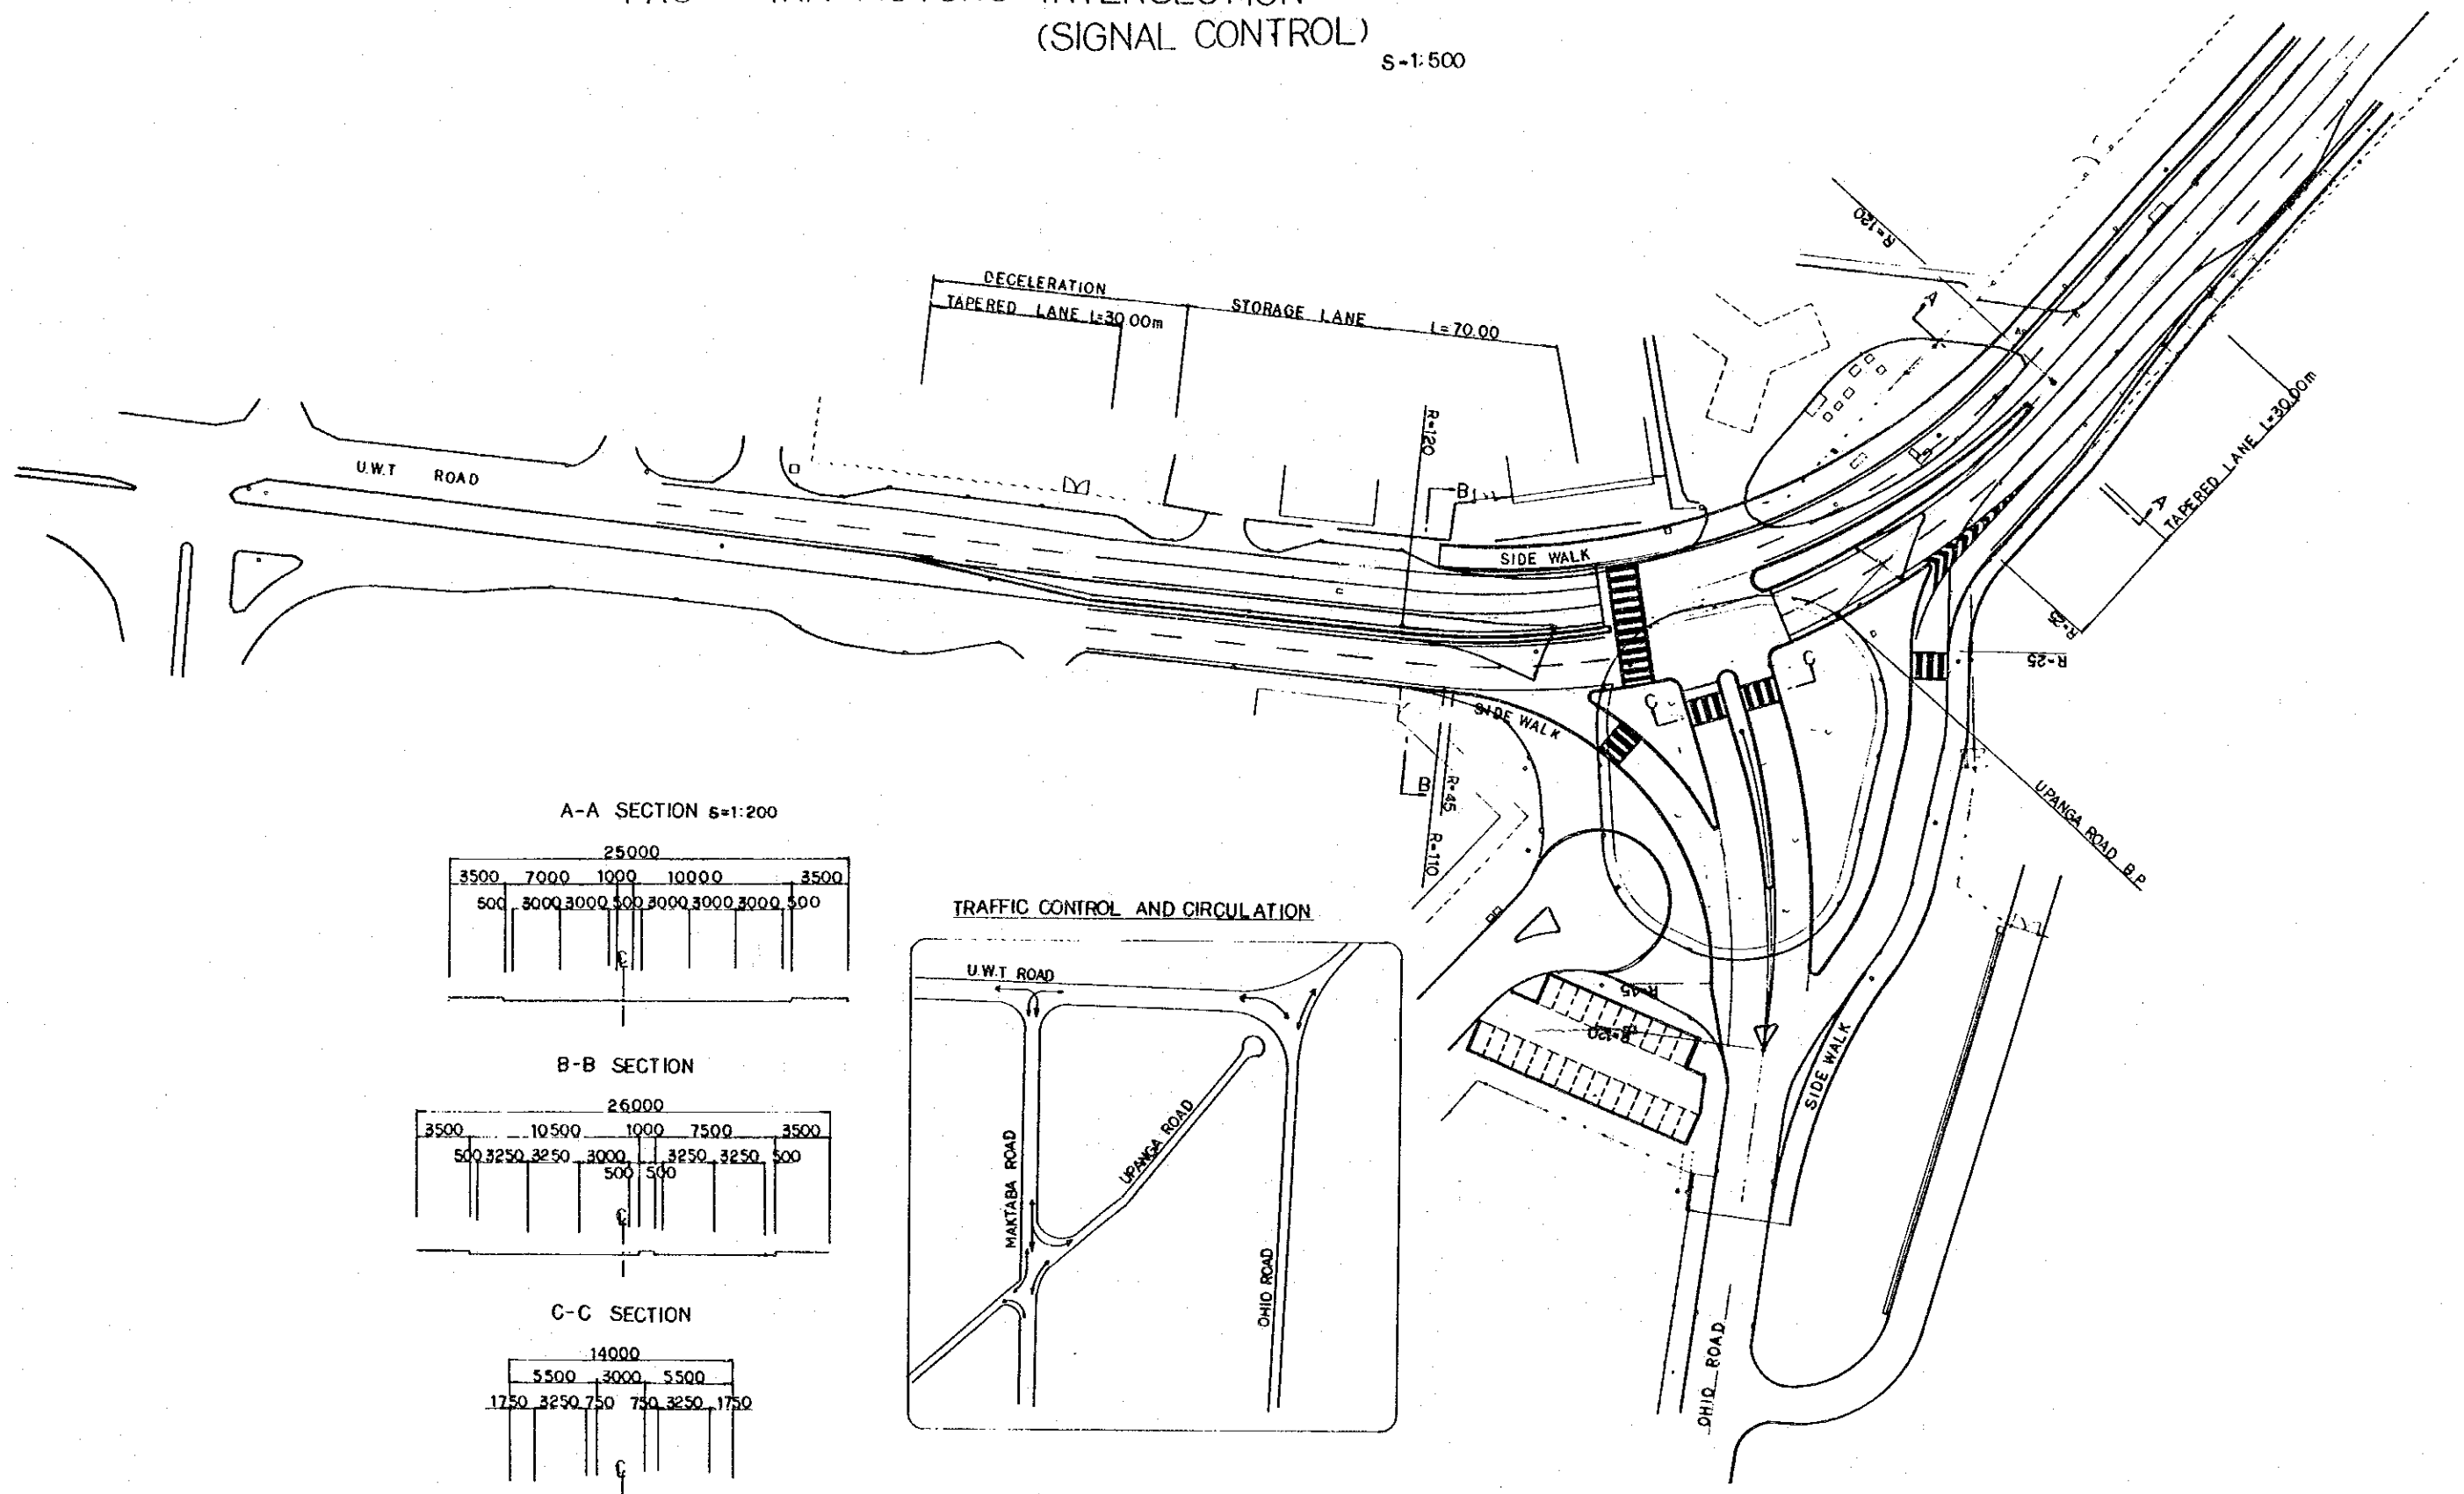 INTERSECTION
(SIGNAL CONTROL)
S-1:500
DECELERATION
TAPERED LANE L=30.00m
STORAGE LANE L=70.00
U.W.T ROAD
R=120
B
SIDE WALK
R=120
A
A
TAPERED LANE L=30.00m
R=25
R=25
C
C
SIDE WALK
B
R=45
R=110
UPANGA ROAD B.P
R=45
R=120
SIDE WALK
OHIO ROAD
A-A SECTION S=1:200
25000
3500 7000 1000 10000 3500
500 3000 3000 500 3000 3000 3000 500
B-B SECTION
26000
3500 10500 1000 7500 3500
500 3250 3250 3000 3250 3250 500
500 500
C-C SECTION
14000
5500 3000 5500
1750 3250 750 750 3250 1750
TRAFFIC CONTROL AND CIRCULATION
U.W.T ROAD
MAKTABA ROAD
UPANGA ROAD
OHIO ROAD